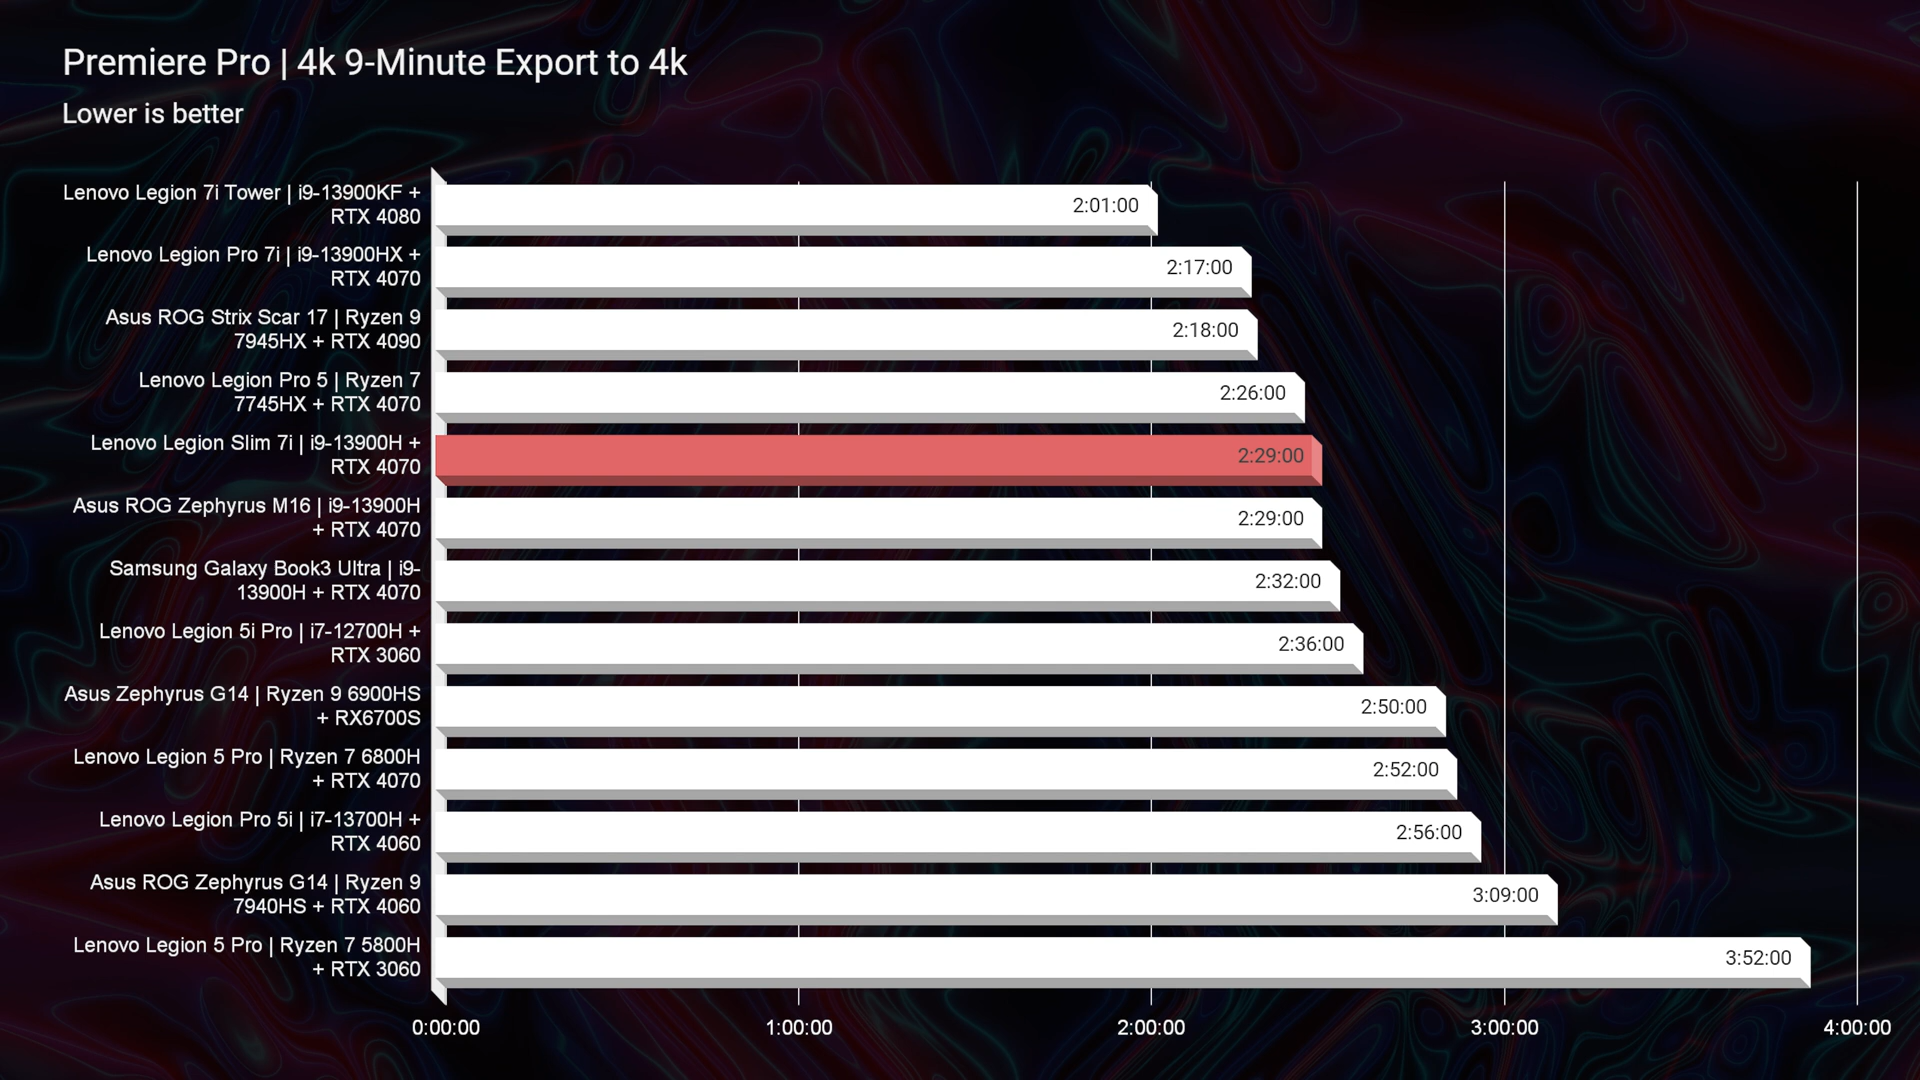 Premiere Pro | 4k 9-Minute Export to 4k
Lower is better
Lenovo Legion 7i Tower | i9-13900KF +
RTX 4080
2:01:00
Lenovo Legion Pro 7i | i9-13900HX +
RTX 4070
2:17:00
Asus ROG Strix Scar 17 | Ryzen 9
7945HX + RTX 4090
2:18:00
Lenovo Legion Pro 5 | Ryzen 7
7745HX + RTX 4070
2:26:00
Lenovo Legion Slim 7i | i9-13900H +
RTX 4070
2:29:00
Asus ROG Zephyrus M16 | i9-13900H
+ RTX 4070
2:29:00
Samsung Galaxy Book3 Ultra | i9-
13900H + RTX 4070
2:32:00
Lenovo Legion 5i Pro | i7-12700H +
RTX 3060
2:36:00
Asus Zephyrus G14 | Ryzen 9 6900HS
+ RX6700S
2:50:00
Lenovo Legion 5 Pro | Ryzen 7 6800H
+ RTX 4070
2:52:00
Lenovo Legion Pro 5i | i7-13700H +
RTX 4060
2:56:00
Asus ROG Zephyrus G14 | Ryzen 9
7940HS + RTX 4060
3:09:00
Lenovo Legion 5 Pro | Ryzen 7 5800H
+ RTX 3060
3:52:00
0:00:00 1:00:00 2:00:00 3:00:00 4:00:00